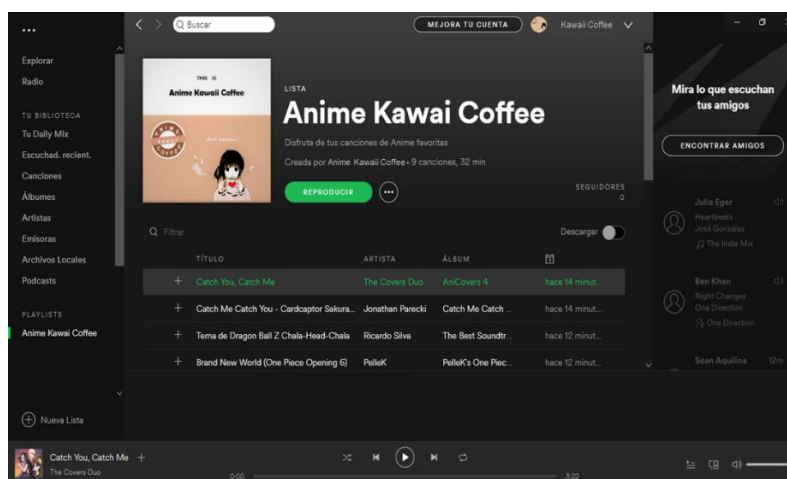 Buscar
MEJORA TU CUENTA
Kawaii Coffee
Explorar
Radio
TU BIBLIOTECA
Tu Daily Mix
Escuchad. recient.
Canciones
Álbumes
Artistas
Emisoras
Archivos Locales
Podcasts
PLAYLISTS
Anime Kawai Coffee
Nueva Lista
THIS IS
Anime Kawaii Coffee
LISTA
Anime Kawai Coffee
Disfruta de tus canciones de Anime favoritas
Creada por Anime Kawaii Coffee • 9 canciones, 32 min
REPRODUCIR
SEGUIDORES
0
Filtrar
Descargar
TÍTULO ARTISTA ÁLBUM
Catch You, Catch Me The Covers Duo AniCovers 4 hace 14 minut...
Catch Me Catch You - Cardcaptor Sakura... Jonathan Parecki Catch Me Catch ... hace 14 minut...
Tema de Dragon Ball Z Chala-Head-Chala Ricardo Silva The Best Soundtr... hace 12 minut...
Brand New World (One Piece Opening 6) PelleK PelleK's One Piec... hace 12 minut...
Mira lo que escuchan
tus amigos
ENCONTRAR AMIGOS
Julia Eger
Heartbeats
José González
The Indie Mix
Ben Khan
Night Changes
One Direction
One Direction
Sean Aquilina 12m
Catch You, Catch Me
The Covers Duo
0:00 3:22